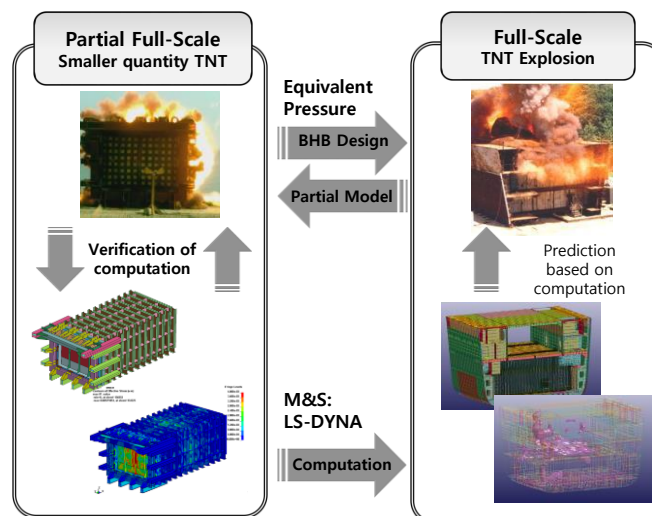 Partial Full-Scale
Smaller quantity TNT
Full-Scale
TNT Explosion
Equivalent
Pressure
BHB Design
Partial Model
Verification of
computation
Prediction
based on
computation
M&S:
LS-DYNA
Computation